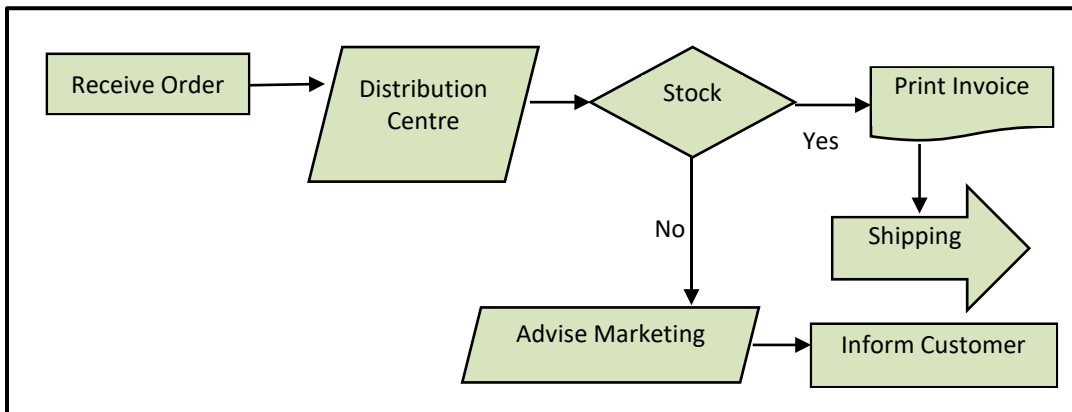 Receive Order
Distribution
Centre
Stock
Print Invoice
Yes
Shipping
No
Advise Marketing
Inform Customer